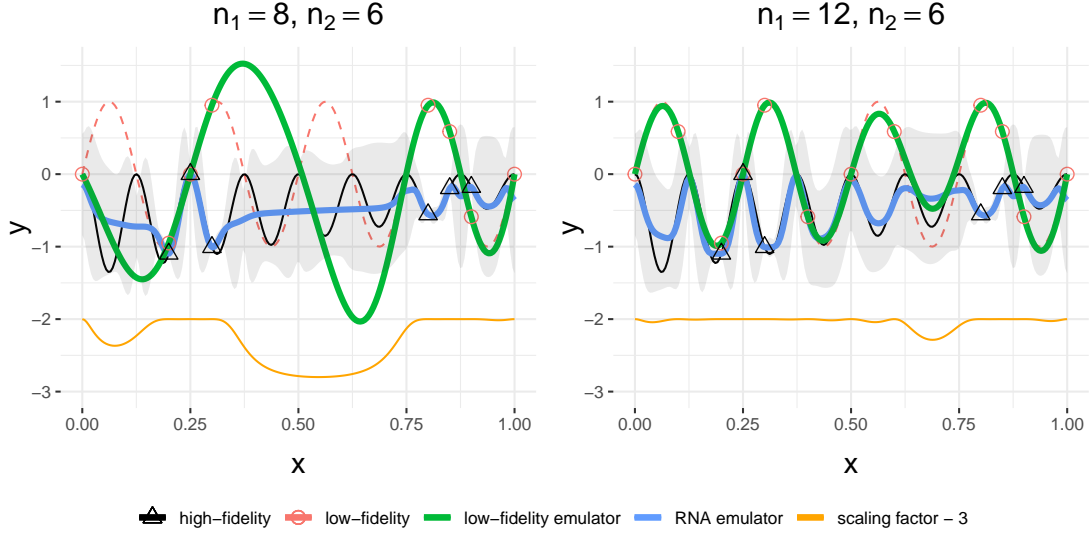 n₁ = 8, n₂ = 6
n₁ = 12, n₂ = 6
y
1
0
−1
−2
−3
0.00 0.25 0.50 0.75 1.00
x
y
1
0
−1
−2
−3
0.00 0.25 0.50 0.75 1.00
x
high−fidelity low−fidelity low−fidelity emulator RNA emulator scaling factor − 3